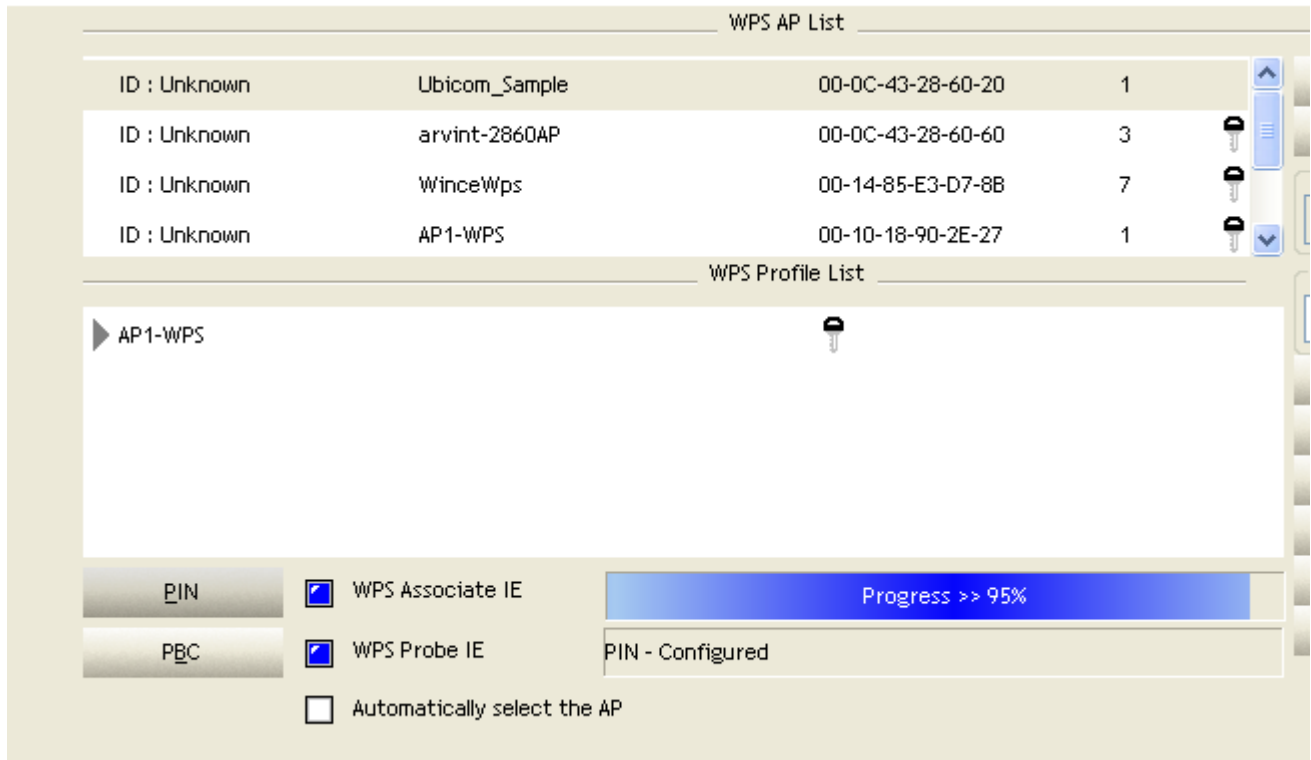 WPS AP List
ID : Unknown Ubicom_Sample 00-0C-43-28-60-20 1
ID : Unknown arvint-2860AP 00-0C-43-28-60-60 3
ID : Unknown WinceWps 00-14-85-E3-D7-8B 7
ID : Unknown AP1-WPS 00-10-18-90-2E-27 1
WPS Profile List
AP1-WPS
PIN WPS Associate IE Progress >> 95%
PBC WPS Probe IE PIN - Configured
Automatically select the AP